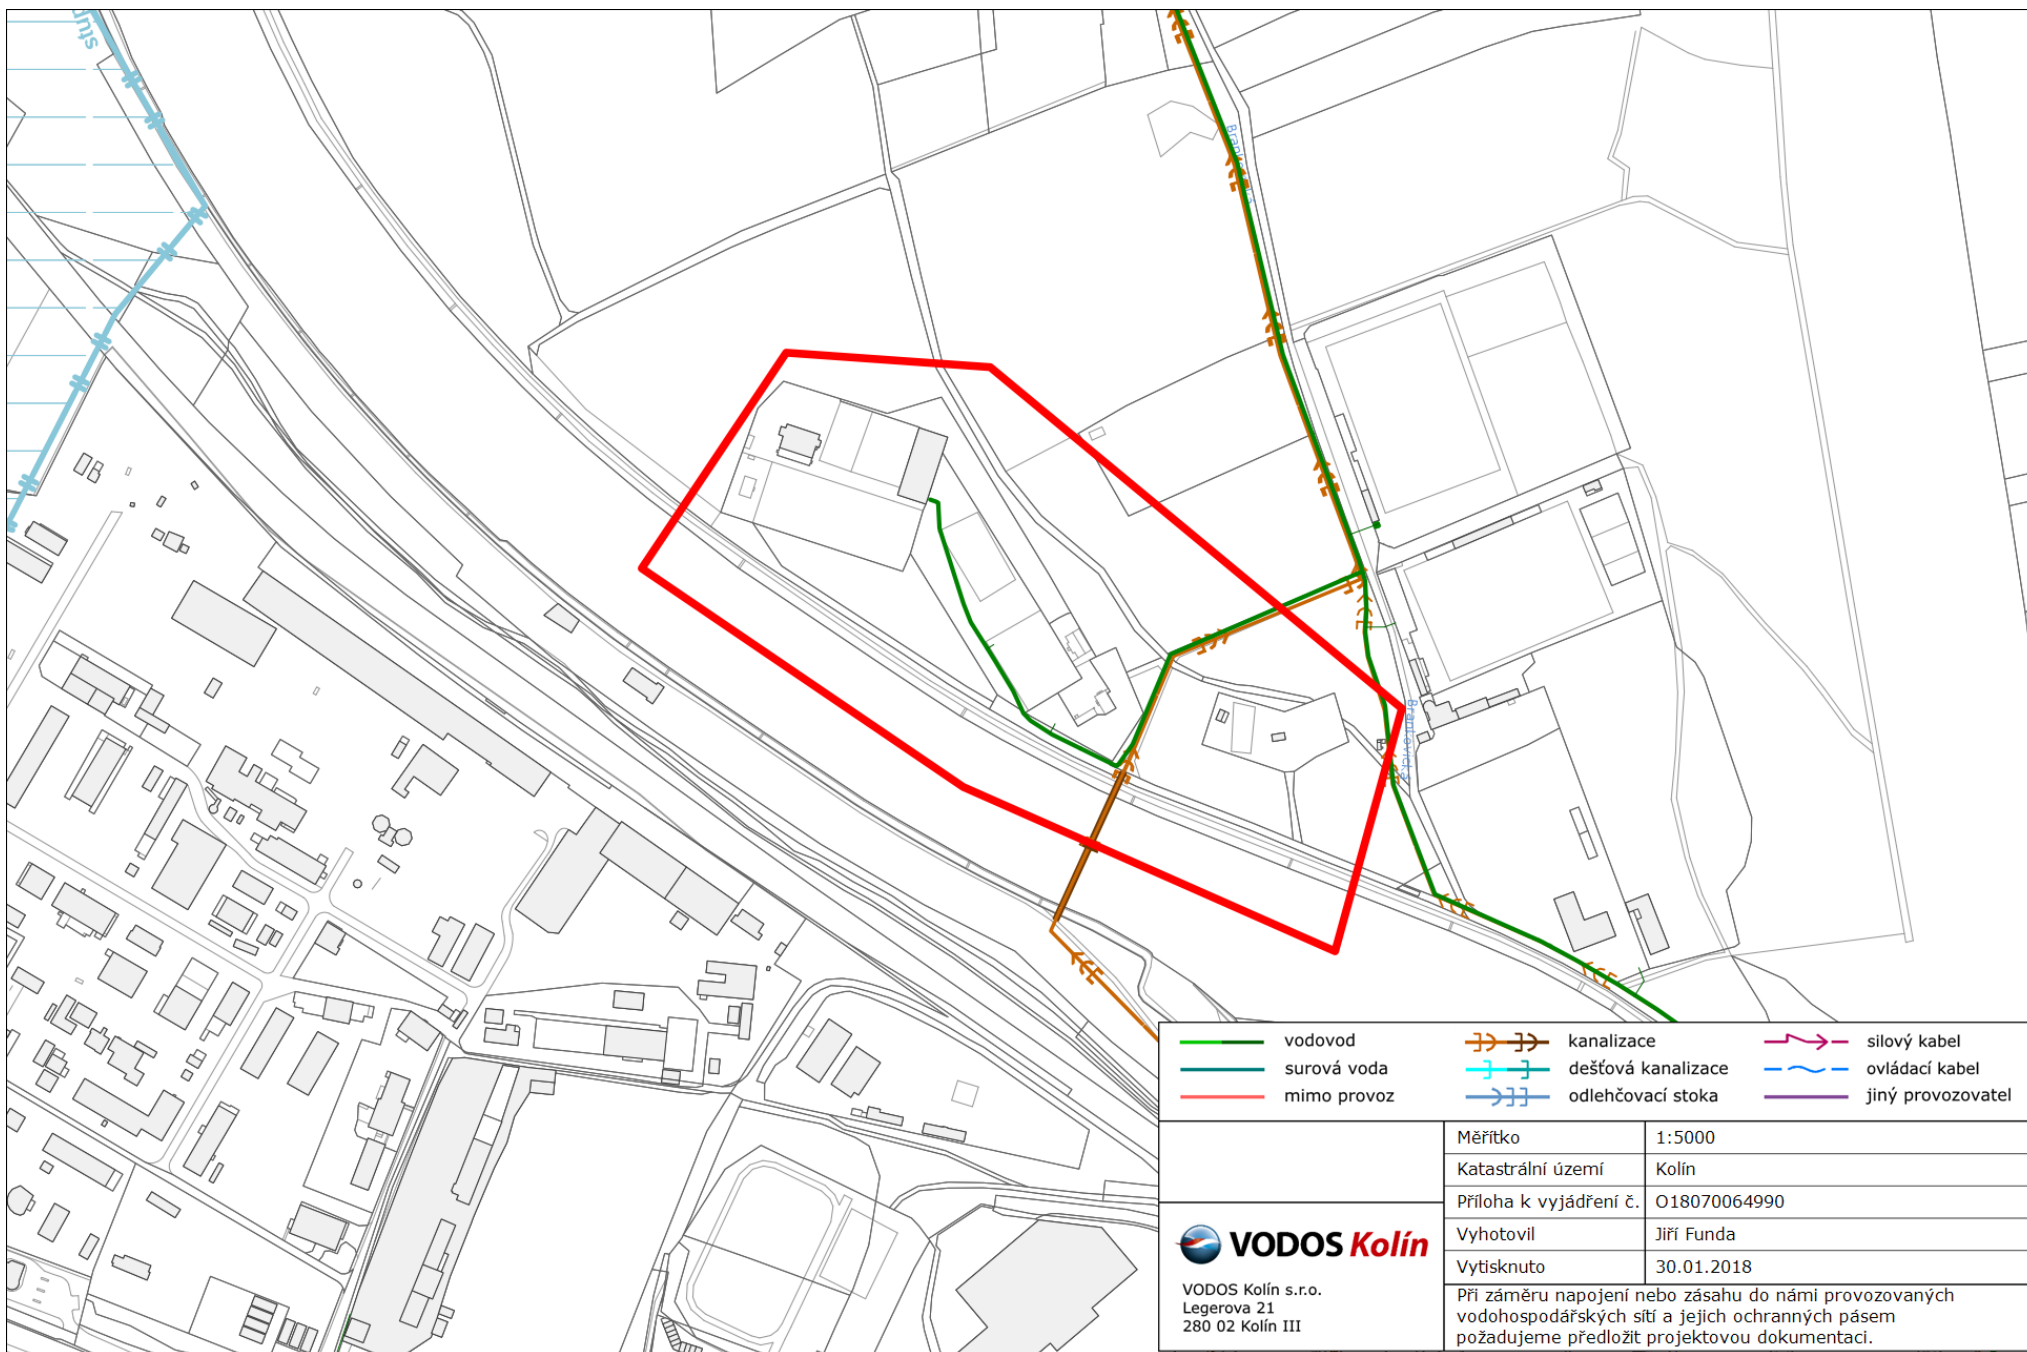 stup
Brankovická
vodovod
surová voda
mimo provoz
kanalizace
dešťová kanalizace
odlehčovací stoka
silový kabel
ovládací kabel
jiný provozovatel
Měřítko 1:5000
Katastrální území Kolín
Příloha k vyjádření č. O18070064990
Vyhotovil Jiří Funda
Vytisknuto 30.01.2018
VODOS Kolín
VODOS Kolín s.r.o.
Legerova 21
280 02 Kolín III
Při záměru napojení nebo zásahu do námi provozovaných
vodohospodářských sítí a jejich ochranných pásem
požadujeme předložit projektovou dokumentaci.